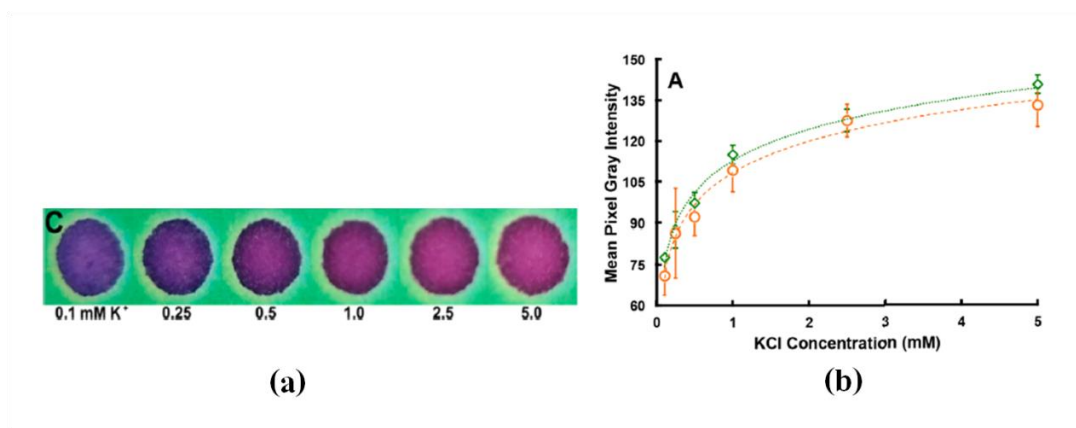 C
0.1 mM K⁺ 0.25 0.5 1.0 2.5 5.0
(a)
A
Mean Pixel Gray Intensity
150
135
120
105
90
75
60
0 1 2 3 4 5
KCl Concentration (mM)
(b)